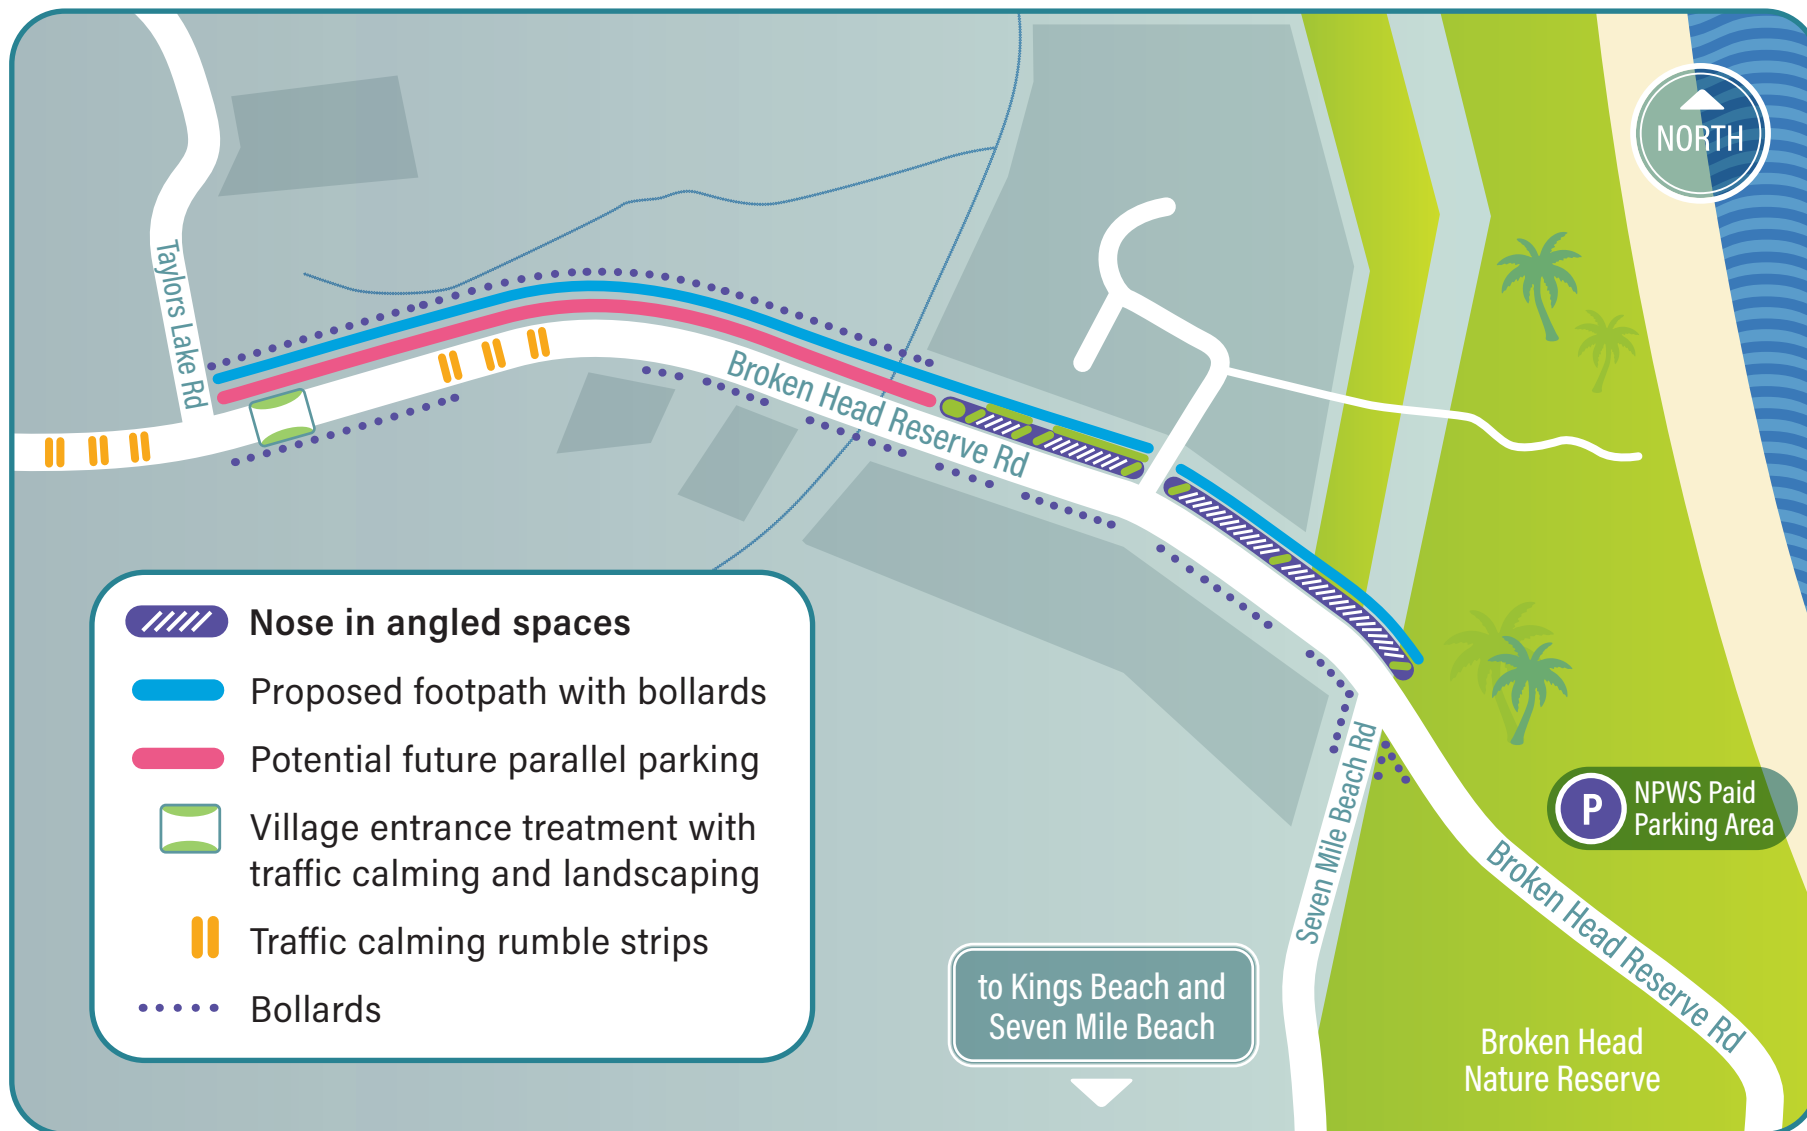 NORTH
Taylors Lake Rd
Broken Head Reserve Rd
Nose in angled spaces
Proposed footpath with bollards
Potential future parallel parking
Village entrance treatment with
traffic calming and landscaping
Traffic calming rumble strips
Bollards
Seven Mile Beach Rd
P
NPWS Paid
Parking Area
Broken Head Reserve Rd
to Kings Beach and
Seven Mile Beach
Broken Head
Nature Reserve